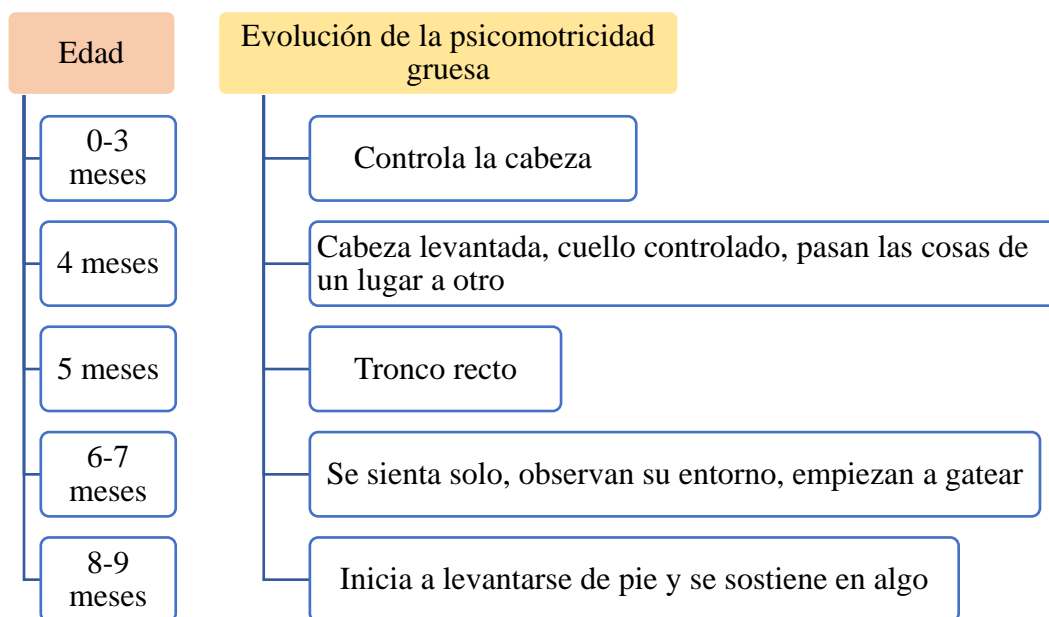 Edad
Evolución de la psicomotricidad
gruesa
0-3
meses
Controla la cabeza
4 meses
Cabeza levantada, cuello controlado, pasan las cosas de
un lugar a otro
5 meses
Tronco recto
6-7
meses
Se sienta solo, observan su entorno, empiezan a gatear
8-9
meses
Inicia a levantarse de pie y se sostiene en algo